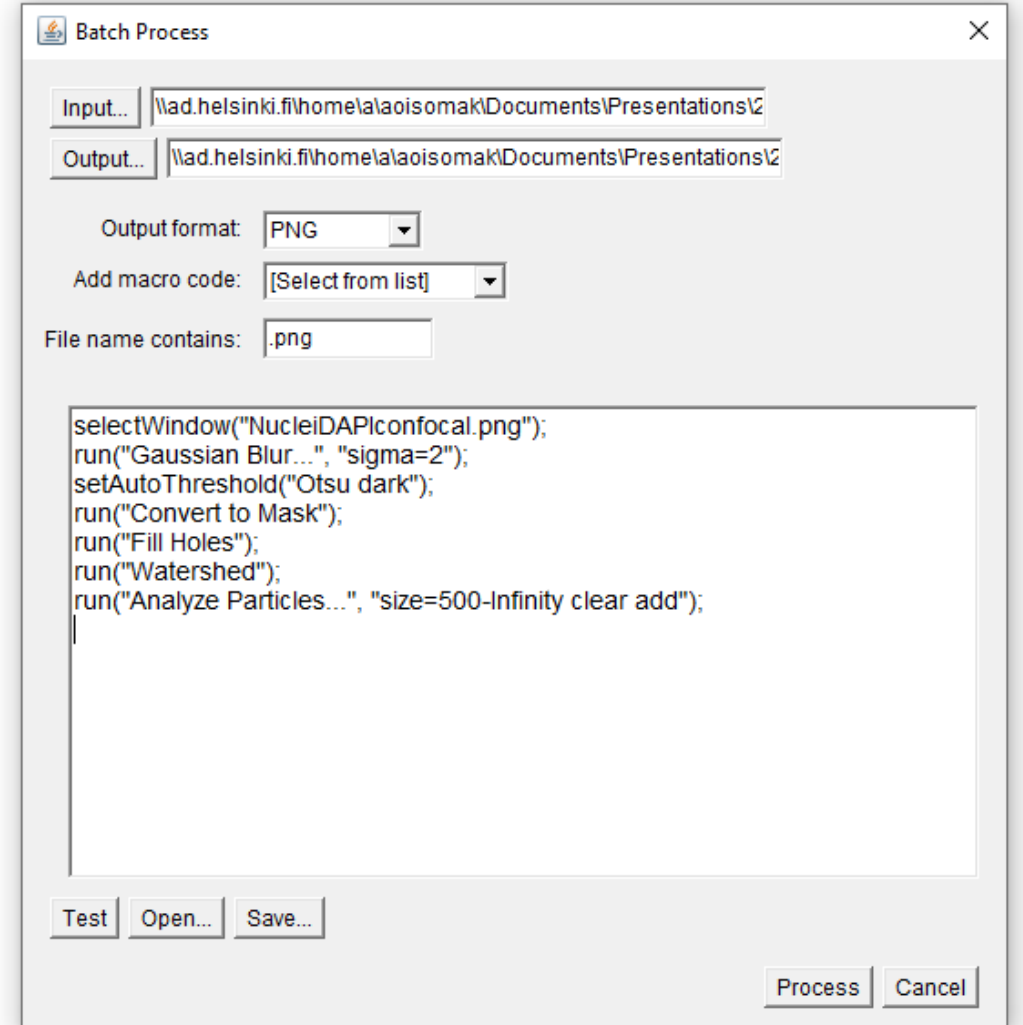 Batch Process
Input... \\ad.helsinki.fi\home\a\aoisomak\Documents\Presentations\2
Output... \\ad.helsinki.fi\home\a\aoisomak\Documents\Presentations\2
Output format: PNG
Add macro code: [Select from list]
File name contains: .png
selectWindow("NucleiDAPIconfocal.png");
run("Gaussian Blur...", "sigma=2");
setAutoThreshold("Otsu dark");
run("Convert to Mask");
run("Fill Holes");
run("Watershed");
run("Analyze Particles...", "size=500-Infinity clear add");
Test Open... Save...
Process Cancel